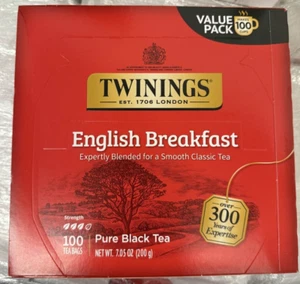 VALUE
PACK
100
TWININGS®
EST. 1706 LONDON
English Breakfast
Expertly Blended for a Smooth Classic Tea
over
300
Years of
Expertise
Strength
100
TEA BAGS
Pure Black Tea
NET WT. 7.05 OZ (200g)